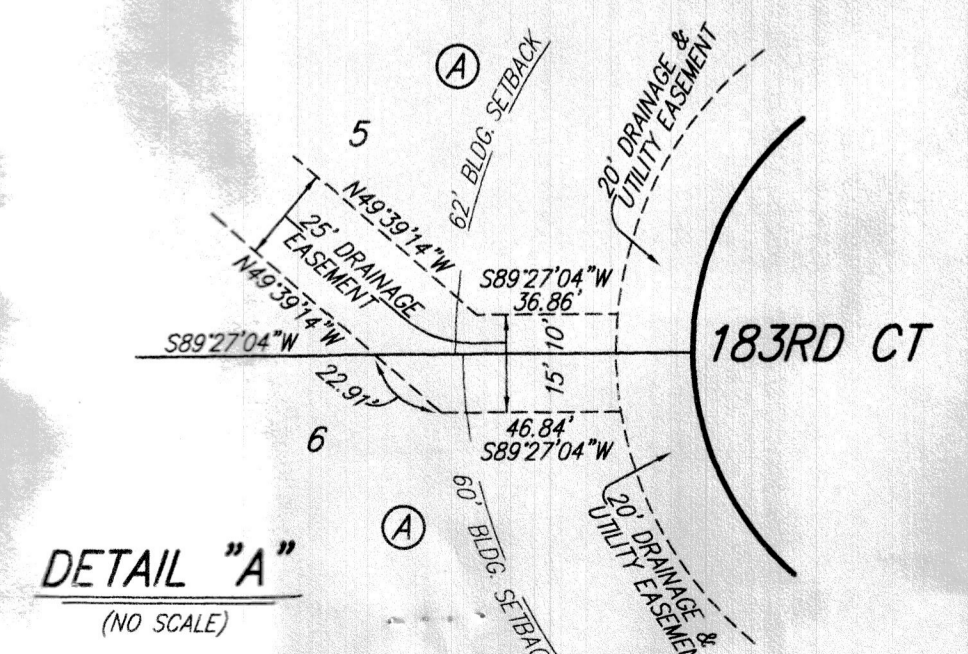 A
62' BLDG. SETBACK
20' DRAINAGE &
UTILITY EASEMENT
5
N49°39'14"W
25' DRAINAGE
EASEMENT
N49°39'14"W
S89°27'04"W
36.86'
S89°27'04"W
10'
183RD CT
15'
22.91'
46.84'
S89°27'04"W
6
60' BLDG.
A
20' DRAINAGE &
UTILITY
DETAIL "A"
(NO SCALE)